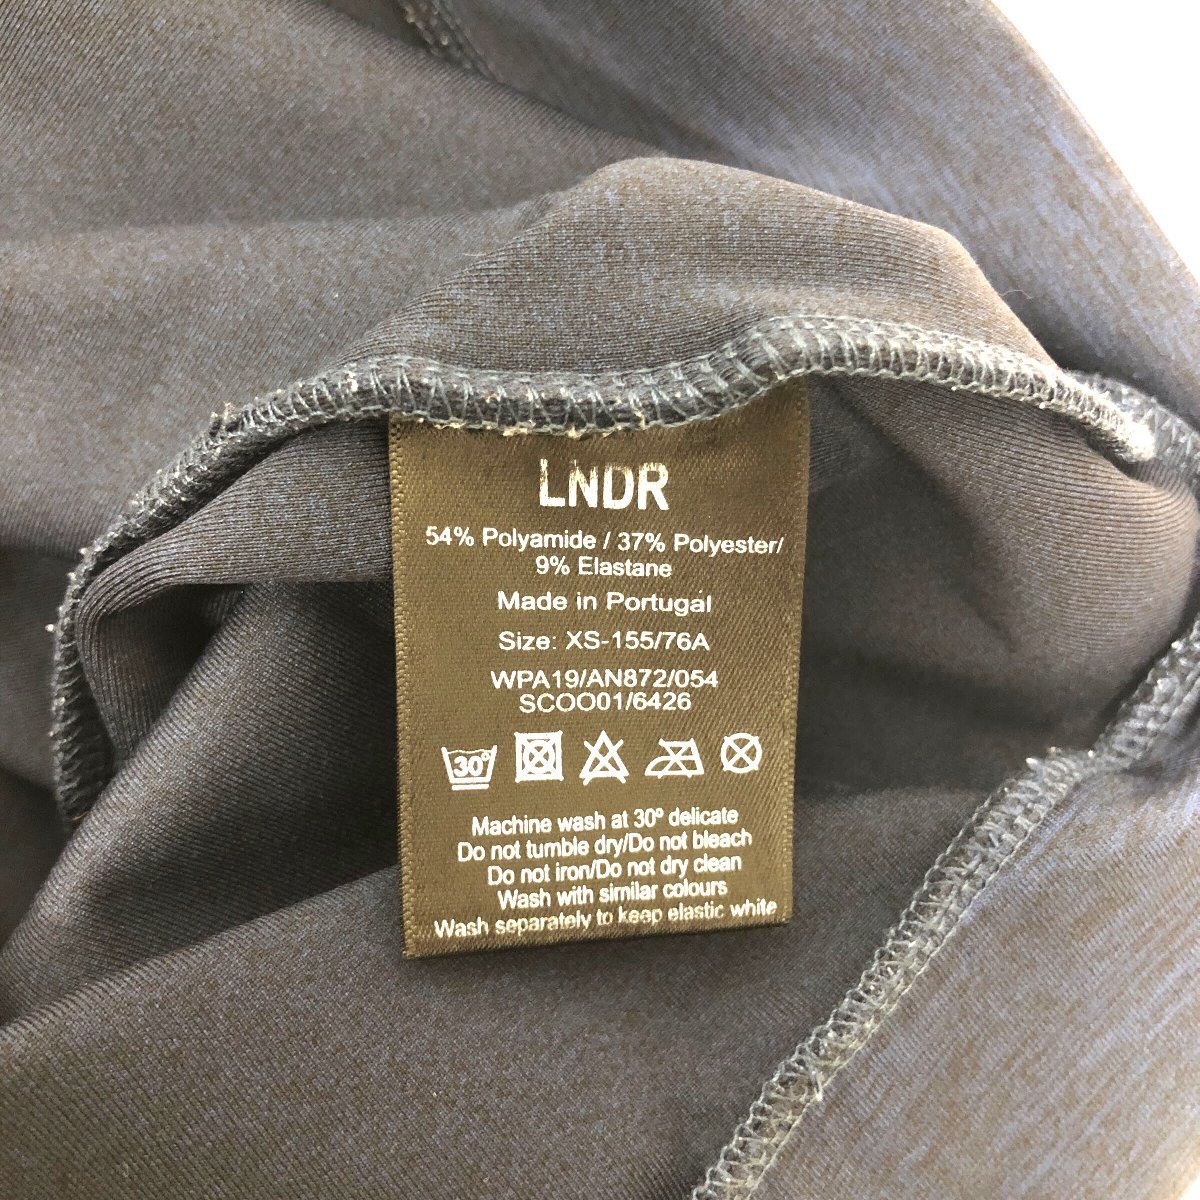 LNDR
54% Polyamide / 37% Polyester/
9% Elastane
Made in Portugal
Size: XS-155/76A
WPA19/AN872/054
SCOO01/6426
30°
Machine wash at 30º delicate
Do not tumble dry/Do not bleach
Do not iron/Do not dry clean
Wash with similar colours
Wash separately to keep elastic white